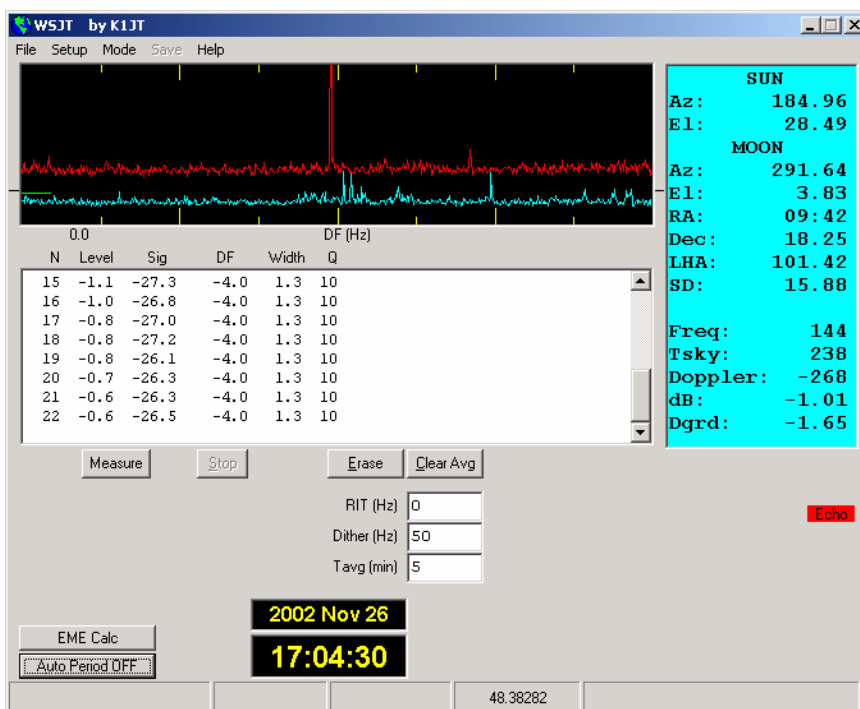 WSJT by K1JT
File Setup Mode Save Help
0.0 DF (Hz)
N Level Sig DF Width Q
15 -1.1 -27.3 -4.0 1.3 10
16 -1.0 -26.8 -4.0 1.3 10
17 -0.8 -27.0 -4.0 1.3 10
18 -0.8 -27.2 -4.0 1.3 10
19 -0.8 -26.1 -4.0 1.3 10
20 -0.7 -26.3 -4.0 1.3 10
21 -0.6 -26.3 -4.0 1.3 10
22 -0.6 -26.5 -4.0 1.3 10
SUN
Az: 184.96
El: 28.49
MOON
Az: 291.64
El: 3.83
RA: 09:42
Dec: 18.25
LHA: 101.42
SD: 15.88
Freq: 144
Tsky: 238
Doppler: -268
dB: -1.01
Dgrd: -1.65
Measure Stop Erase Clear Avg
RIT (Hz) 0
Dither (Hz) 50
Tavg (min) 5
Echo
EME Calc
Auto Period OFF
2002 Nov 26
17:04:30
48.38282